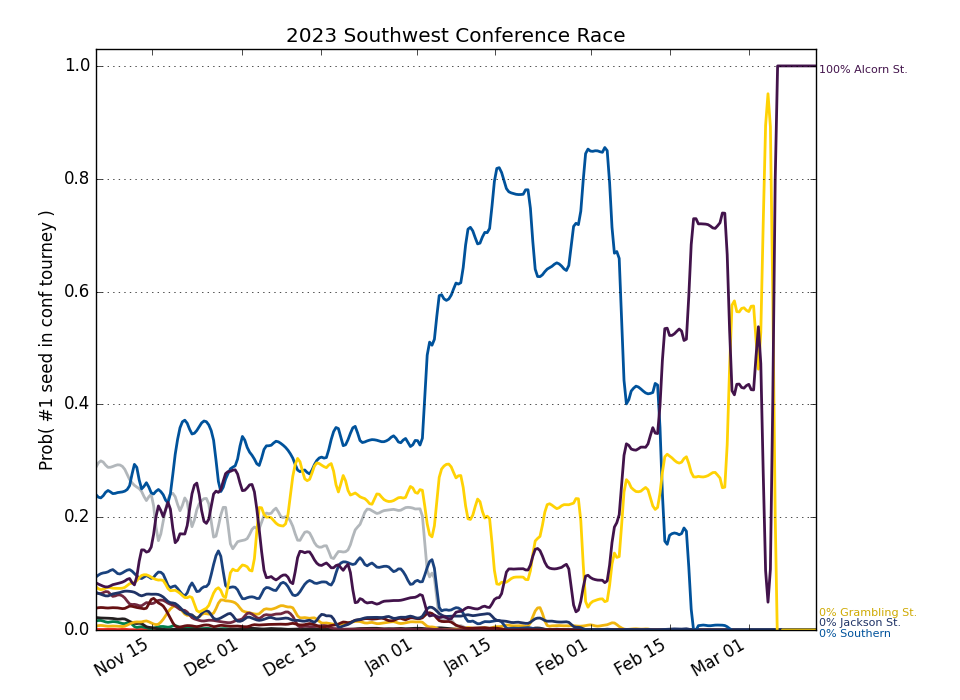 2023 Southwest Conference Race
Prob( #1 seed in conf tourney )
1.0
0.8
0.6
0.4
0.2
0.0
Nov 15
Dec 01
Dec 15
Jan 01
Jan 15
Feb 01
Feb 15
Mar 01
100% Alcorn St.
0% Grambling St.
0% Jackson St.
0% Southern